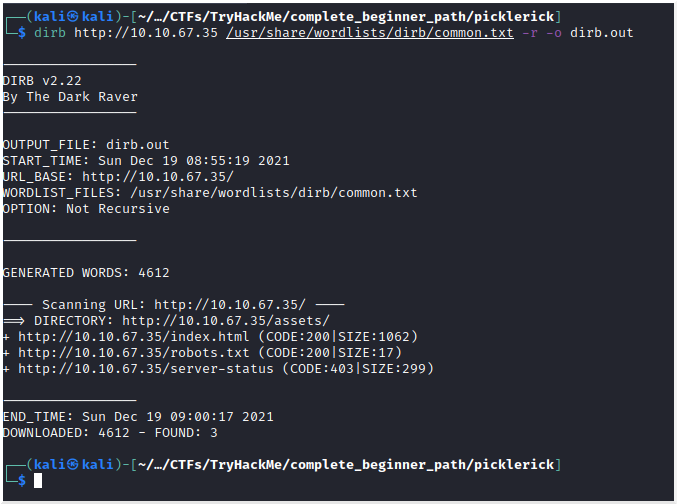 ┌──(kali㉿kali)-[~/…/CTFs/TryHackMe/complete_beginner_path/picklerick]
└─$ dirb http://10.10.67.35 /usr/share/wordlists/dirb/common.txt -r -o dirb.out
-----------------
DIRB v2.22
By The Dark Raver
-----------------
OUTPUT_FILE: dirb.out
START_TIME: Sun Dec 19 08:55:19 2021
URL_BASE: http://10.10.67.35/
WORDLIST_FILES: /usr/share/wordlists/dirb/common.txt
OPTION: Not Recursive
-----------------
GENERATED WORDS: 4612
---- Scanning URL: http://10.10.67.35/ ----
==> DIRECTORY: http://10.10.67.35/assets/
+ http://10.10.67.35/index.html (CODE:200|SIZE:1062)
+ http://10.10.67.35/robots.txt (CODE:200|SIZE:17)
+ http://10.10.67.35/server-status (CODE:403|SIZE:299)
-----------------
END_TIME: Sun Dec 19 09:00:17 2021
DOWNLOADED: 4612 - FOUND: 3
┌──(kali㉿kali)-[~/…/CTFs/TryHackMe/complete_beginner_path/picklerick]
└─$